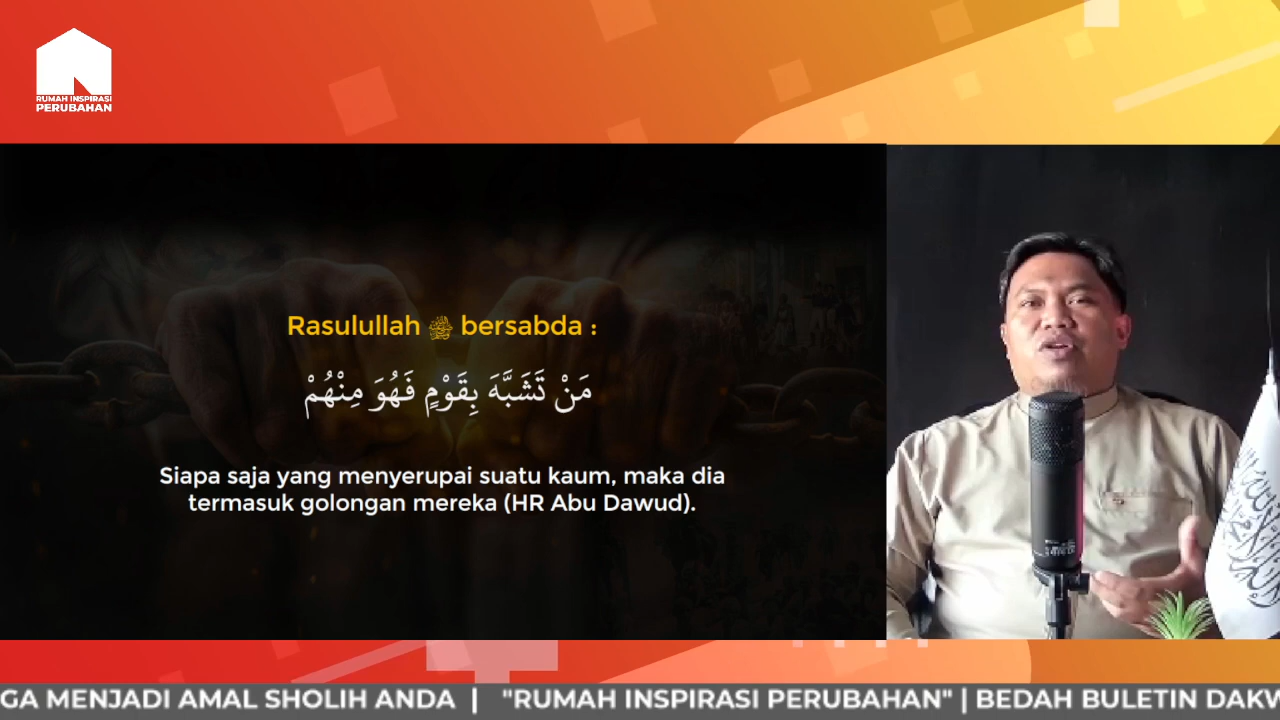 RUMAH INSPIRASI
PERUBAHAN
Rasulullah ﷺ bersabda :
مَنْ تَشَبَّهَ بِقَوْمٍ فَهُوَ مِنْهُمْ
Siapa saja yang menyerupai suatu kaum, maka dia
termasuk golongan mereka (HR Abu Dawud).
GA MENJADI AMAL SHOLIH ANDA | "RUMAH INSPIRASI PERUBAHAN" | BEDAH BULETIN DAKW